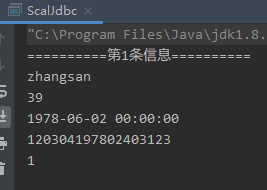 ScalJdbc ×
"C:\Program Files\Java\jdk1.8.
==========第1条信息==========
zhangsan
39
1978-06-02 00:00:00
120304197802403123
1